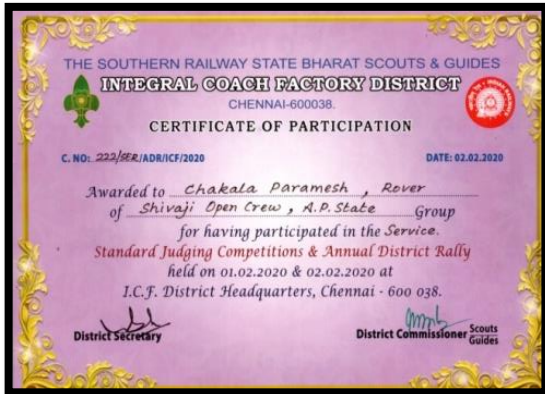 THE SOUTHERN RAILWAY STATE BHARAT SCOUTS & GUIDES
INTEGRAL COACH FACTORY DISTRICT
CHENNAI-600038.
CERTIFICATE OF PARTICIPATION
C. NO: 222/SER/ADR/ICF/2020 DATE: 02.02.2020
Awarded to Chakala Paramesh, Rover
of Shivaji Open Crew, A.P. State Group
for having participated in the Service.
Standard Judging Competitions & Annual District Rally
held on 01.02.2020 & 02.02.2020 at
I.C.F. District Headquarters, Chennai - 600 038.
District Secretary District Commissioner Scouts
Guides